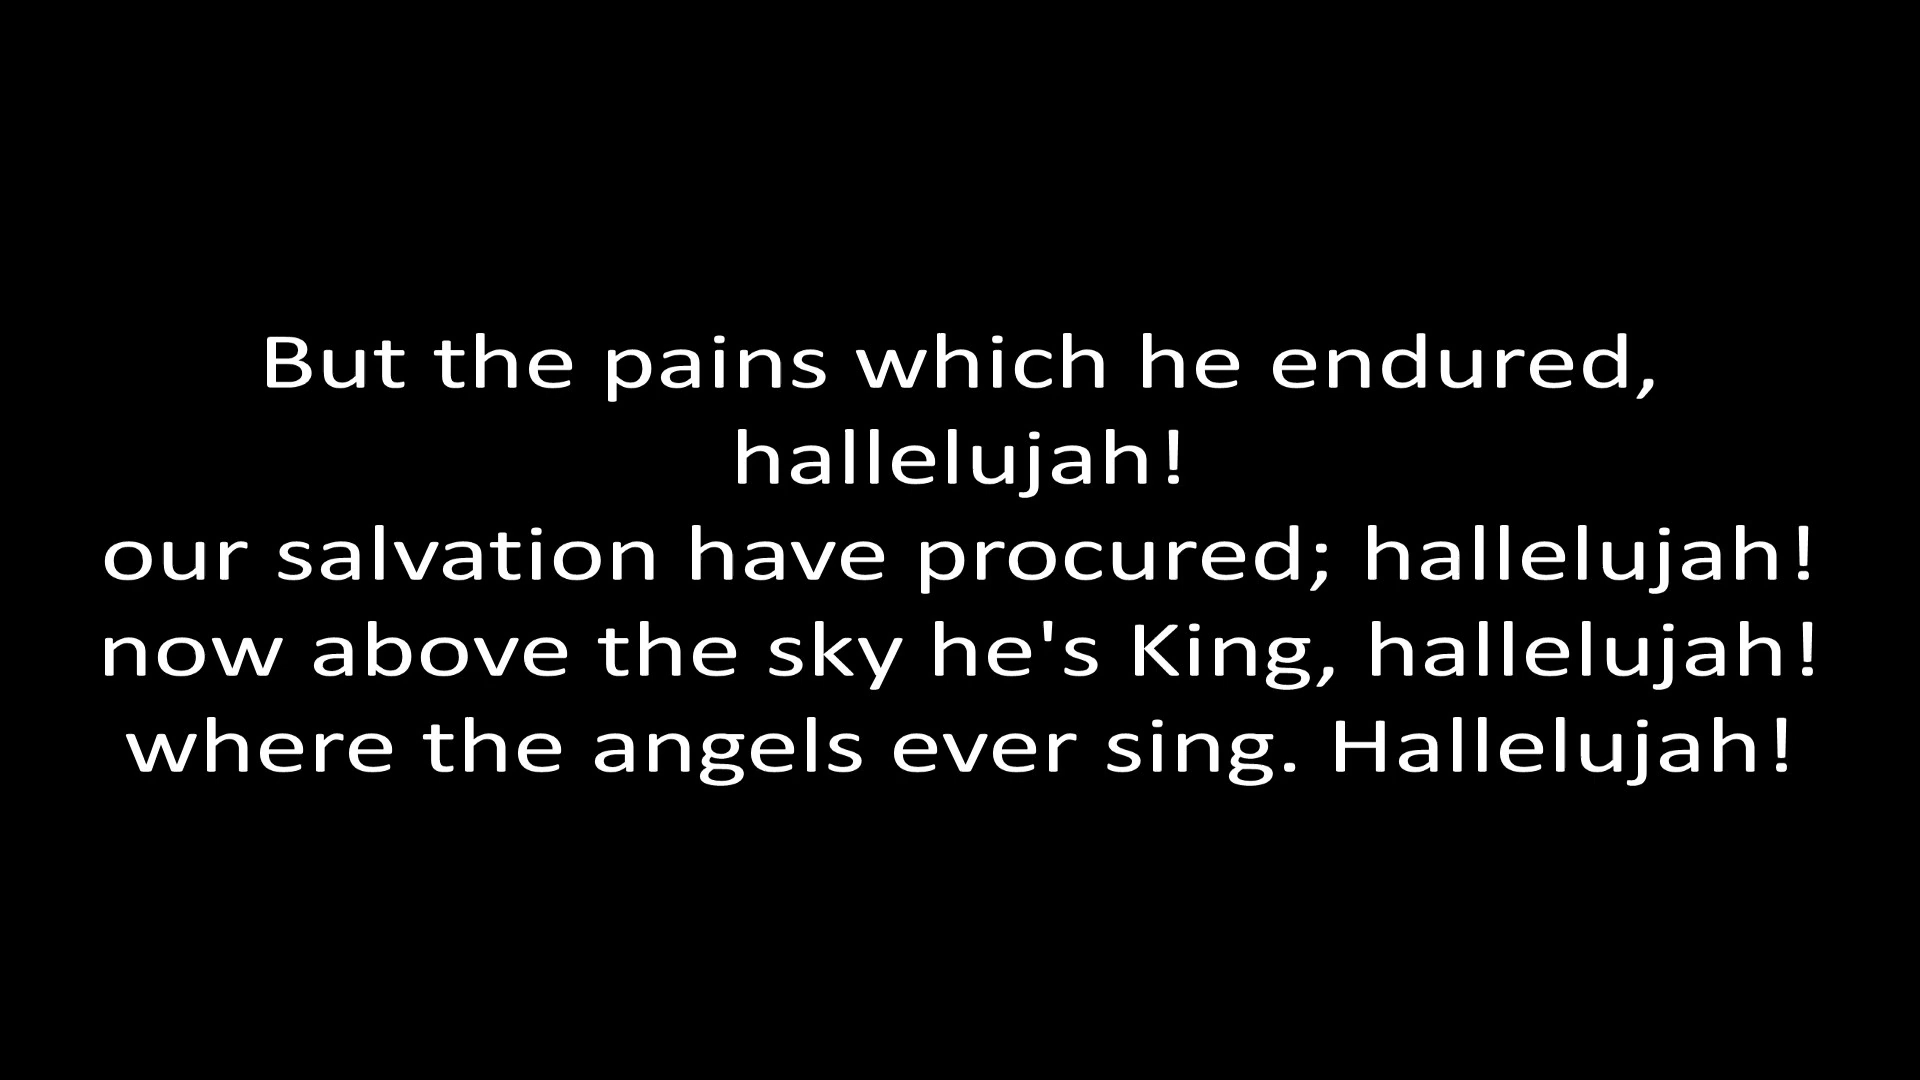 But the pains which he endured,
hallelujah!
our salvation have procured; hallelujah!
now above the sky he's King, hallelujah!
where the angels ever sing. Hallelujah!